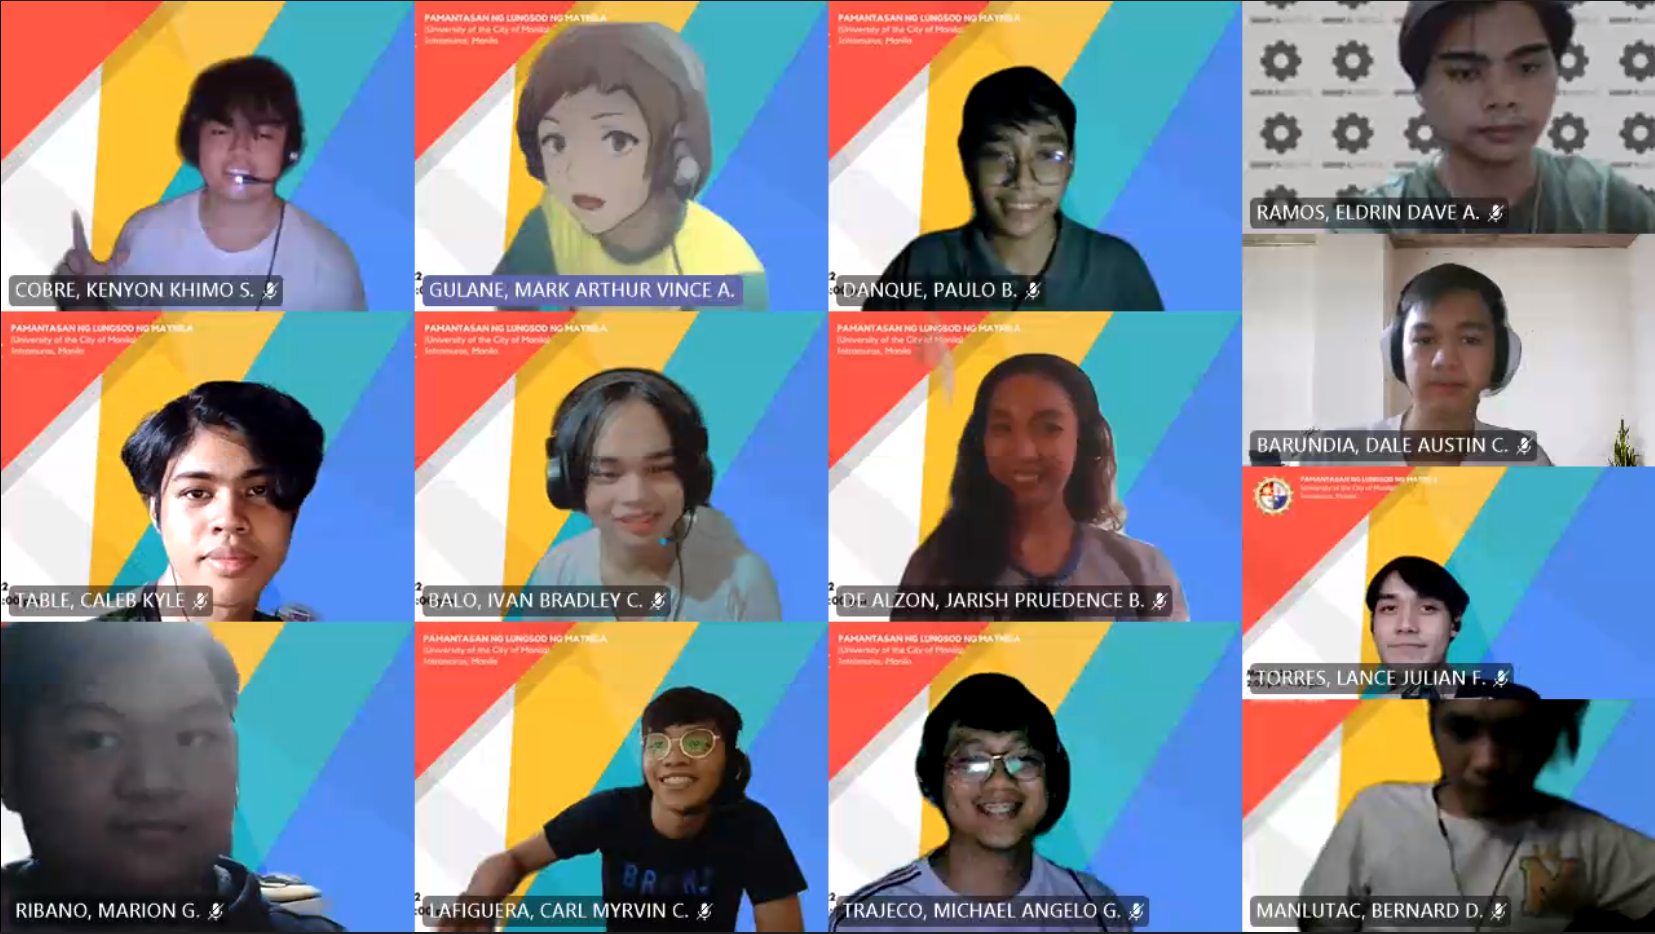 COBRE, KENYON KHIMO S.
PAMANTASAN NG LUNGSOD NG MAYNILA
(University of the City of Manila)
Intramuros, Manila
GULANE, MARK ARTHUR VINCE A.
PAMANTASAN NG LUNGSOD NG MAYNILA
(University of the City of Manila)
Intramuros, Manila
DANQUE, PAULO B.
RAMOS, ELDRIN DAVE A.
BARUNDIA, DALE AUSTIN C.
PAMANTASAN NG LUNGSOD NG MAYNILA
(University of the City of Manila)
Intramuros, Manila
TABLE, CALEB KYLE
PAMANTASAN NG LUNGSOD NG MAYNILA
(University of the City of Manila)
Intramuros, Manila
BALO, IVAN BRADLEY C.
PAMANTASAN NG LUNGSOD NG MAYNILA
(University of the City of Manila)
Intramuros, Manila
DE ALZON, JARISH PRUEDENCE B.
PAMANTASAN NG LUNGSOD NG MAYNILA
(University of the City of Manila)
Intramuros, Manila
TORRES, LANCE JULIAN F.
RIBANO, MARION G.
PAMANTASAN NG LUNGSOD NG MAYNILA
(University of the City of Manila)
Intramuros, Manila
LAFIGUERA, CARL MYRVIN C.
PAMANTASAN NG LUNGSOD NG MAYNILA
(University of the City of Manila)
Intramuros, Manila
TRAJECO, MICHAEL ANGELO G.
MANLUTAC, BERNARD D.